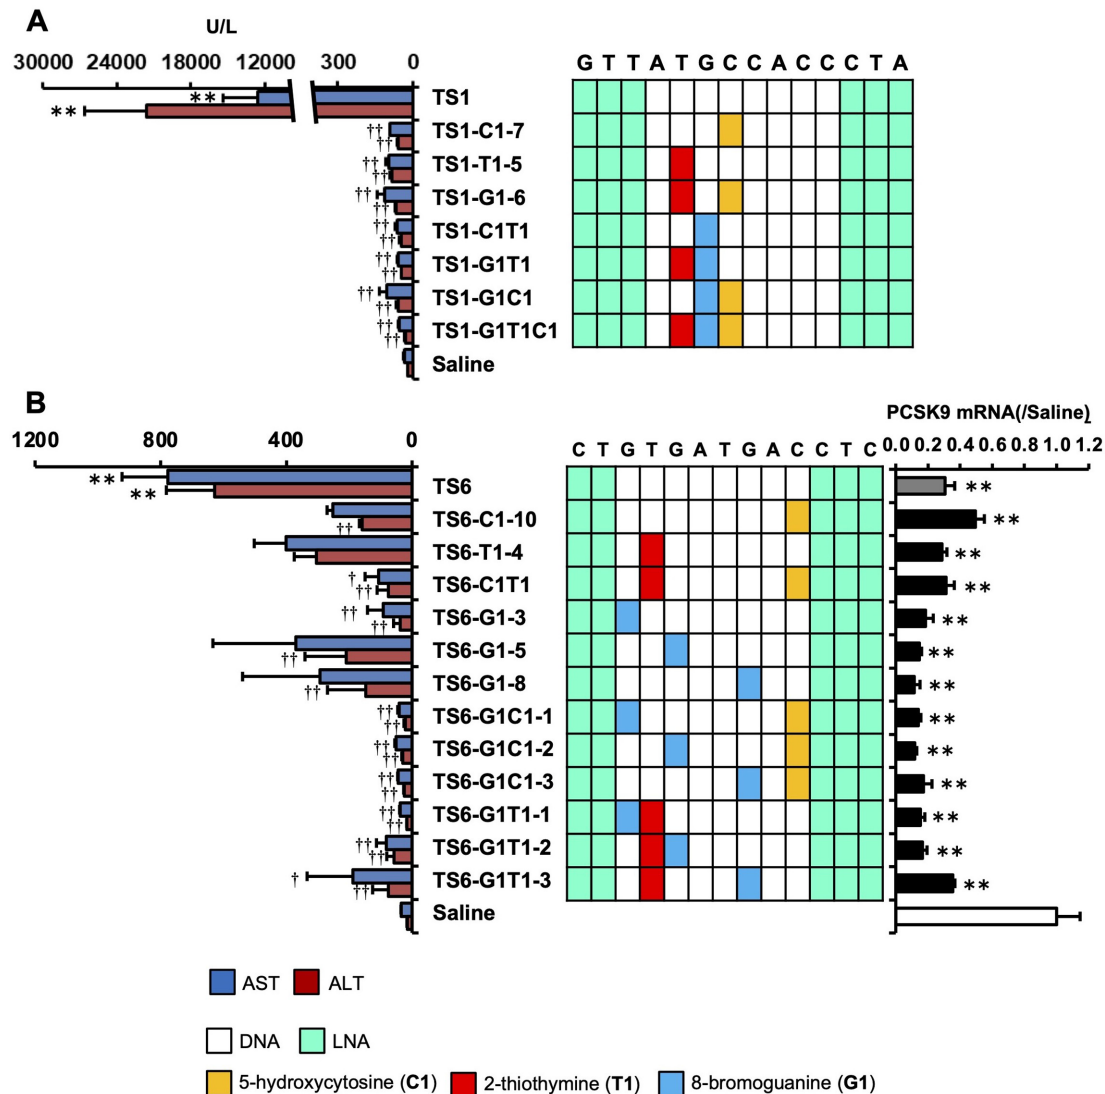 A
U/L
30000 24000 18000 12000 300 0
G T T A T G C C A C C C T A
** TS1
**
†† TS1-C1-7
††
†† TS1-T1-5
††
†† TS1-G1-6
††
†† TS1-C1T1
††
†† TS1-G1T1
††
†† TS1-G1C1
††
†† TS1-G1T1C1
††
Saline
B
PCSK9 mRNA(/Saline)
1200 800 400 0
C T G T G A T G A C C T C
0.0 0.2 0.4 0.6 0.8 1.0 1.2
** TS6 **
**
TS6-C1-10 **
††
TS6-T1-4 **
† TS6-C1T1 **
††
†† TS6-G1-3 **
††
TS6-G1-5 **
††
TS6-G1-8 **
††
†† TS6-G1C1-1 **
††
†† TS6-G1C1-2 **
††
†† TS6-G1C1-3 **
††
†† TS6-G1T1-1 **
††
†† TS6-G1T1-2 **
††
† TS6-G1T1-3 **
††
Saline
AST ALT
DNA LNA
5-hydroxycytosine (C1) 2-thiothymine (T1) 8-bromoguanine (G1)